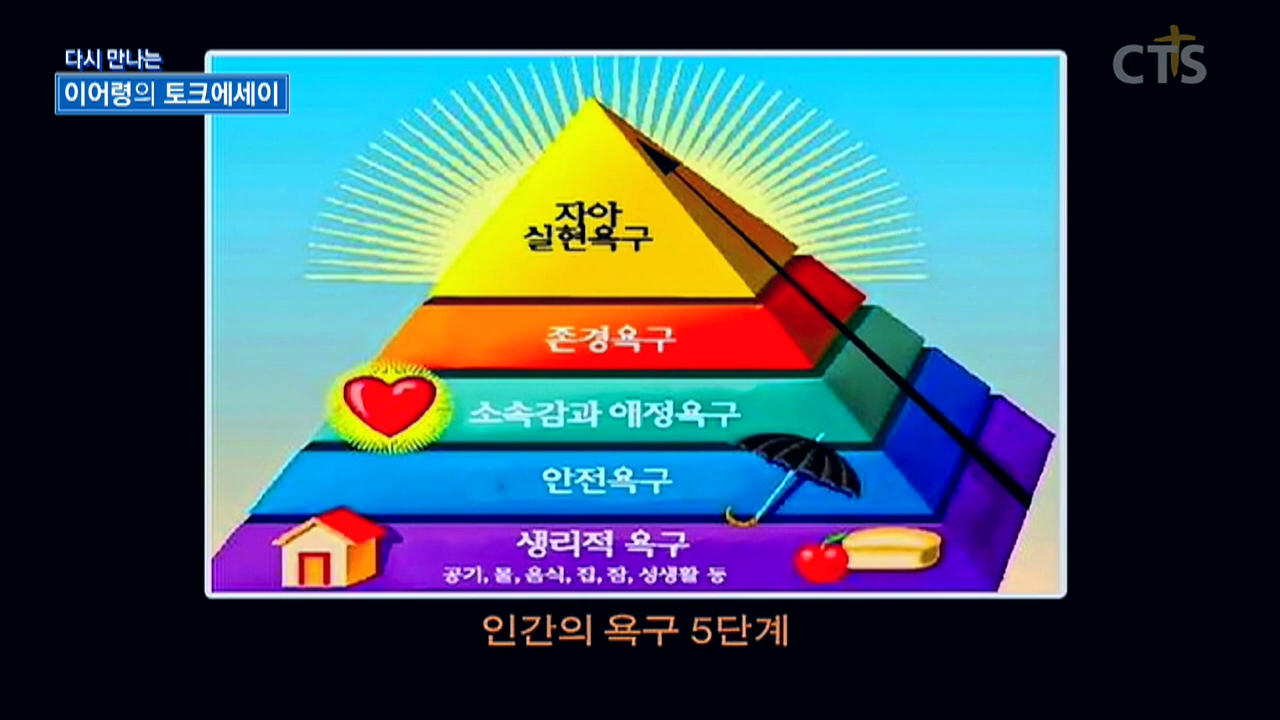 다시 만나는
이어령의 토크에세이
CTS
자아
실현욕구
존경욕구
소속감과 애정욕구
안전욕구
생리적 욕구
공기, 물, 음식, 집, 잠, 성생활 등
인간의 욕구 5단계